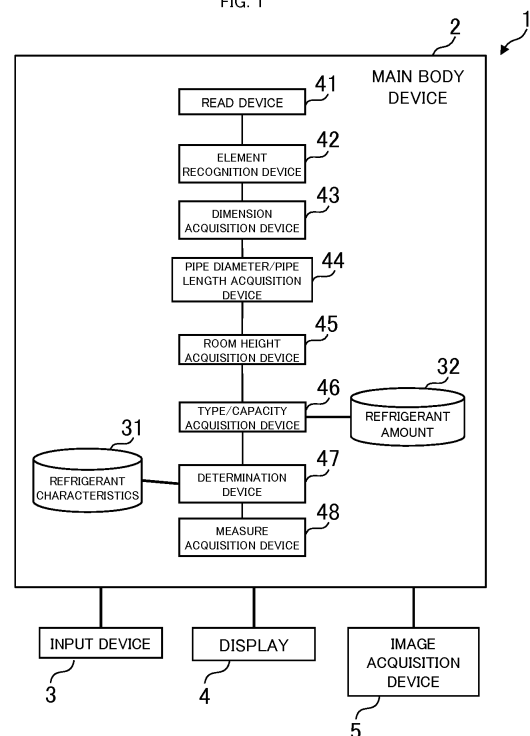 FIG. 1
1
2
MAIN BODY
DEVICE
41
READ DEVICE
42
ELEMENT
RECOGNITION DEVICE
43
DIMENSION
ACQUISITION DEVICE
44
PIPE DIAMETER/PIPE
LENGTH ACQUISITION
DEVICE
45
ROOM HEIGHT
ACQUISITION DEVICE
46
TYPE/CAPACITY
ACQUISITION DEVICE
32
REFRIGERANT
AMOUNT
31
REFRIGERANT
CHARACTERISTICS
47
DETERMINATION
DEVICE
48
MEASURE
ACQUISITION DEVICE
INPUT DEVICE
3
DISPLAY
4
IMAGE
ACQUISITION
DEVICE
5